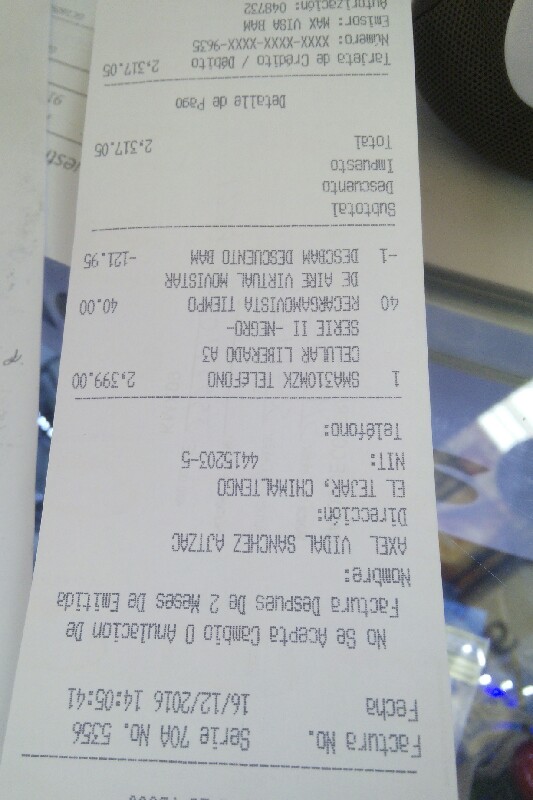 Factura No. Serie 70A No. 5356
Fecha 16/12/2016 14:05:41
No Se Acepta Cambio O Anulacion De
Factura Despues De 2 Meses De Emitida
Nombre:
AXEL VIDAL SANCHEZ AJTZAC
Dirección:
EL TEJAR, CHIMALTENGO
NIT: 4415203-5
Teléfono:
1 SMA310MZK TELEFONO 2,399.00
CELULAR LIBERADO A3
SERIE II -NEGRO-
40 RECARGAMOVISTA TIEMPO 40.00
DE AIRE VIRTUAL MOVISTAR
-1 DESCBAM DESCUENTO BAM -121.95
Subtotal
Descuento
Impuesto
Total 2,317.05
Detalle de Pago
Tarjeta de Crédito / Débito 2,317.05
Número: XXXX-XXXX-XXXX-9635
Emisor: MAX VISA BAM
Autorización: 048732